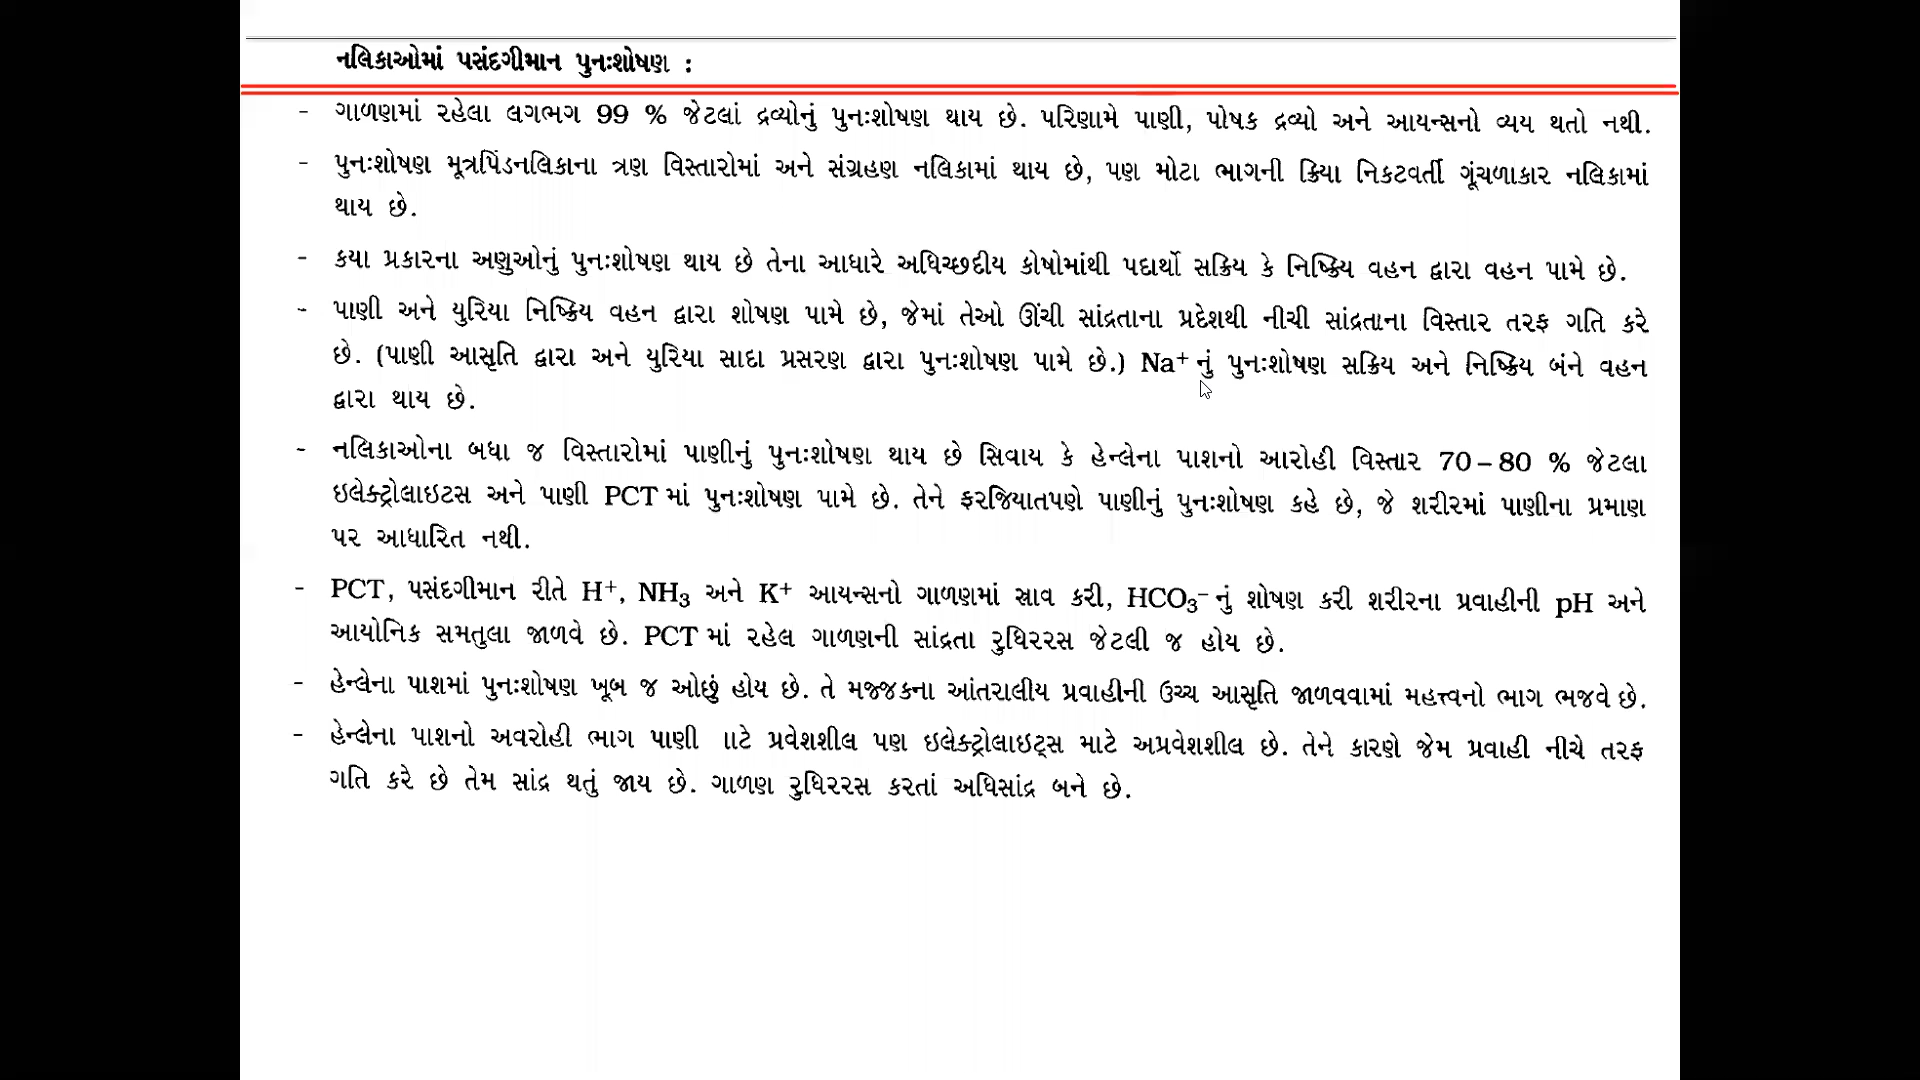 નલિકાઓમાં પસંદગીમાન પુનઃશોષણ :
- ગાળણમાં રહેલા લગભગ 99 % જેટલાં દ્રવ્યોનું પુનઃશોષણ થાય છે. પરિણામે પાણી, પોષક દ્રવ્યો અને આયન્સનો વ્યય થતો નથી.
- પુનઃશોષણ મૂત્રપિંડનલિકાના ત્રણ વિસ્તારોમાં અને સંગ્રહણ નલિકામાં થાય છે, પણ મોટા ભાગની ક્રિયા નિકટવર્તી ગૂંચળાકાર નલિકામાં
થાય છે.
- કયા પ્રકારના અણુઓનું પુનઃશોષણ થાય છે તેના આધારે અધિચ્છદીય કોષોમાંથી પદાર્થો સક્રિય કે નિષ્ક્રિય વહન દ્વારા વહન પામે છે.
- પાણી અને યુરિયા નિષ્ક્રિય વહન દ્વારા શોષણ પામે છે, જેમાં તેઓ ઊંચી સાંદ્રતાના પ્રદેશથી નીચી સાંદ્રતાના વિસ્તાર તરફ ગતિ કરે
છે. (પાણી આસૃતિ દ્વારા અને યુરિયા સાદા પ્રસરણ દ્વારા પુનઃશોષણ પામે છે.) Na⁺ નું પુનઃશોષણ સક્રિય અને નિષ્ક્રિય બંને વહન
દ્વારા થાય છે.
- નલિકાઓના બધા જ વિસ્તારોમાં પાણીનું પુનઃશોષણ થાય છે સિવાય કે હેન્લેના પાશનો આરોહી વિસ્તાર 70 – 80 % જેટલા
ઇલેક્ટ્રોલાઇટસ અને પાણી PCT માં પુનઃશોષણ પામે છે. તેને ફરજિયાતપણે પાણીનું પુનઃશોષણ કહે છે, જે શરીરમાં પાણીના પ્રમાણ
પર આધારિત નથી.
- PCT, પસંદગીમાન રીતે H⁺, NH₃ અને K⁺ આયન્સનો ગાળણમાં સ્રાવ કરી, HCO₃⁻ નું શોષણ કરી શરીરના પ્રવાહીની pH અને
આયોનિક સમતુલા જાળવે છે. PCT માં રહેલ ગાળણની સાંદ્રતા રુધિરરસ જેટલી જ હોય છે.
- હેન્લેના પાશમાં પુનઃશોષણ ખૂબ જ ઓછું હોય છે. તે મજ્જકના આંતરાલીય પ્રવાહીની ઉચ્ચ આસૃતિ જાળવવામાં મહત્ત્વનો ભાગ ભજવે છે.
- હેન્લેના પાશનો અવરોહી ભાગ પાણી ાાટે પ્રવેશશીલ પણ ઇલેક્ટ્રોલાઇટ્સ માટે અપ્રવેશશીલ છે. તેને કારણે જેમ પ્રવાહી નીચે તરફ
ગતિ કરે છે તેમ સાંદ્ર થતું જાય છે. ગાળણ રુધિરરસ કરતાં અધિસાંદ્ર બને છે.